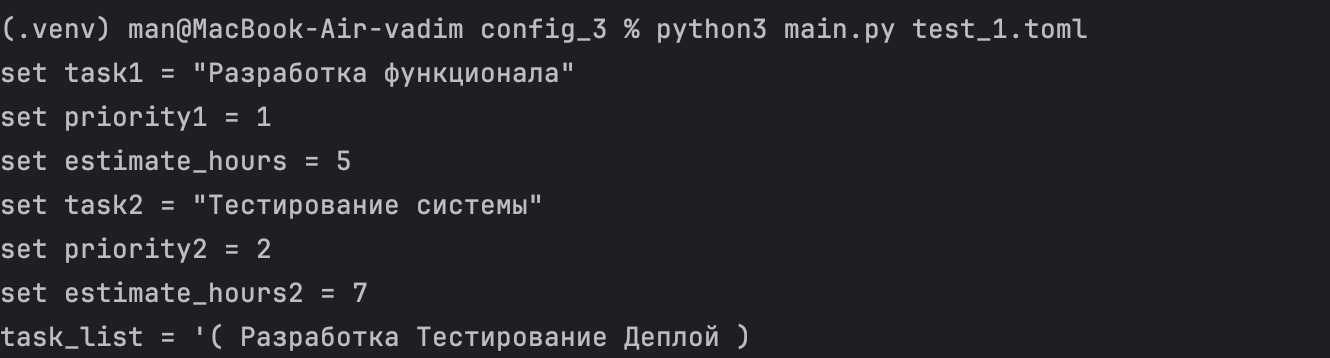 (.venv) man@MacBook-Air-vadim config_3 % python3 main.py test_1.toml
set task1 = "Разработка функционала"
set priority1 = 1
set estimate_hours = 5
set task2 = "Тестирование системы"
set priority2 = 2
set estimate_hours2 = 7
task_list = '( Разработка Тестирование Деплой )